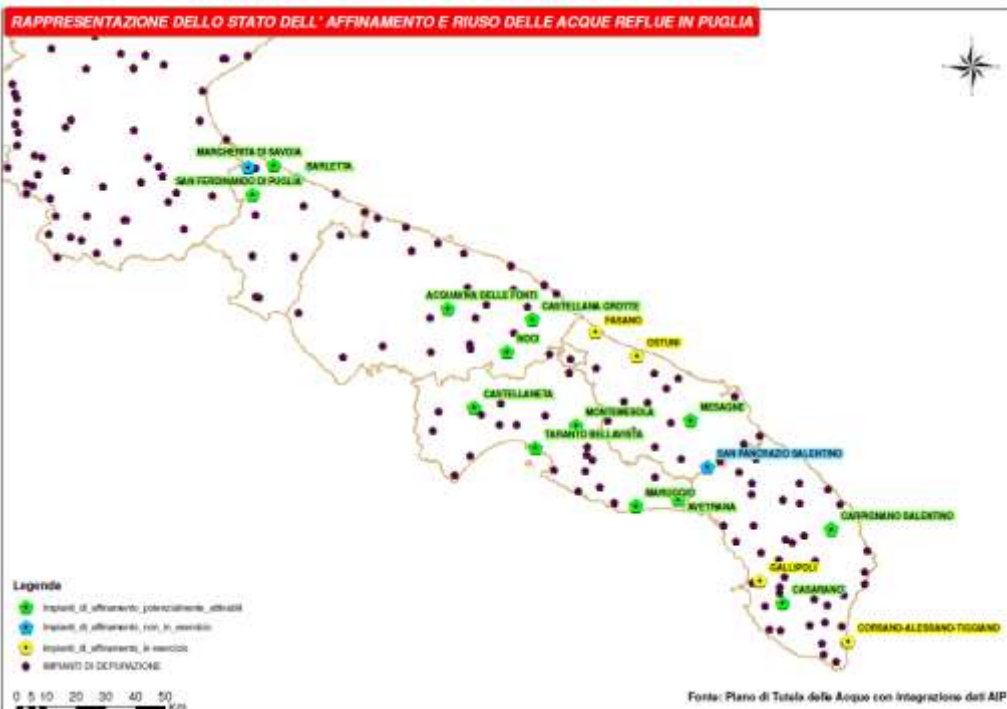 RAPPRESENTAZIONE DELLO STATO DELL' AFFINAMENTO E RIUSO DELLE ACQUE REFLUE IN PUGLIA
MARGHERITA DI SAVOIA
BARLETTA
SAN FERDINANDO DI PUGLIA
ACQUAVIVA DELLE FONTI
CASTELLANA GROTTE
FASANO
NOCI
OSTUNI
CASTELLANETA
MONTEMESOLA
MESAGNE
TARANTO BELLAVISTA
SAN PANCRAZIO SALENTINO
MARUGGIO
AVETRANA
CARPIGNANO SALENTINO
GALLIPOLI
CASARANO
CORSANO-ALESSANO-TIGGIANO
Legenda
Impianti_di_affinamento_potenzialmente_attivabili
Impianti_di_affinamento_non_in_esercizio
Impianti_di_affinamento_in esercizio
IMPIANTI DI DEPURAZIONE
0 5 10 20 30 40 50
Km
Fonte: Piano di Tutela delle Acque con integrazione dati AIP